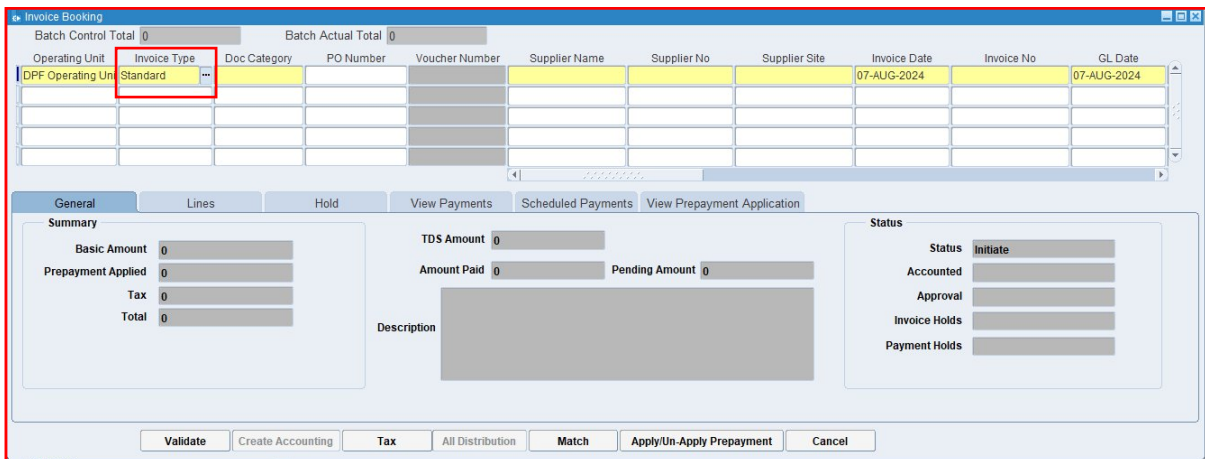 Invoice Booking
Batch Control Total 0 Batch Actual Total 0
Operating Unit Invoice Type Doc Category PO Number Voucher Number Supplier Name Supplier No Supplier Site Invoice Date Invoice No GL Date
DPF Operating Uni Standard ... 07-AUG-2024 07-AUG-2024
General Lines Hold View Payments Scheduled Payments View Prepayment Application
Summary Status
TDS Amount 0
Basic Amount 0 Status Initiate
Prepayment Applied 0 Amount Paid 0 Pending Amount 0 Accounted
Tax 0 Approval
Total 0 Invoice Holds
Description
Payment Holds
Validate Create Accounting Tax All Distribution Match Apply/Un-Apply Prepayment Cancel